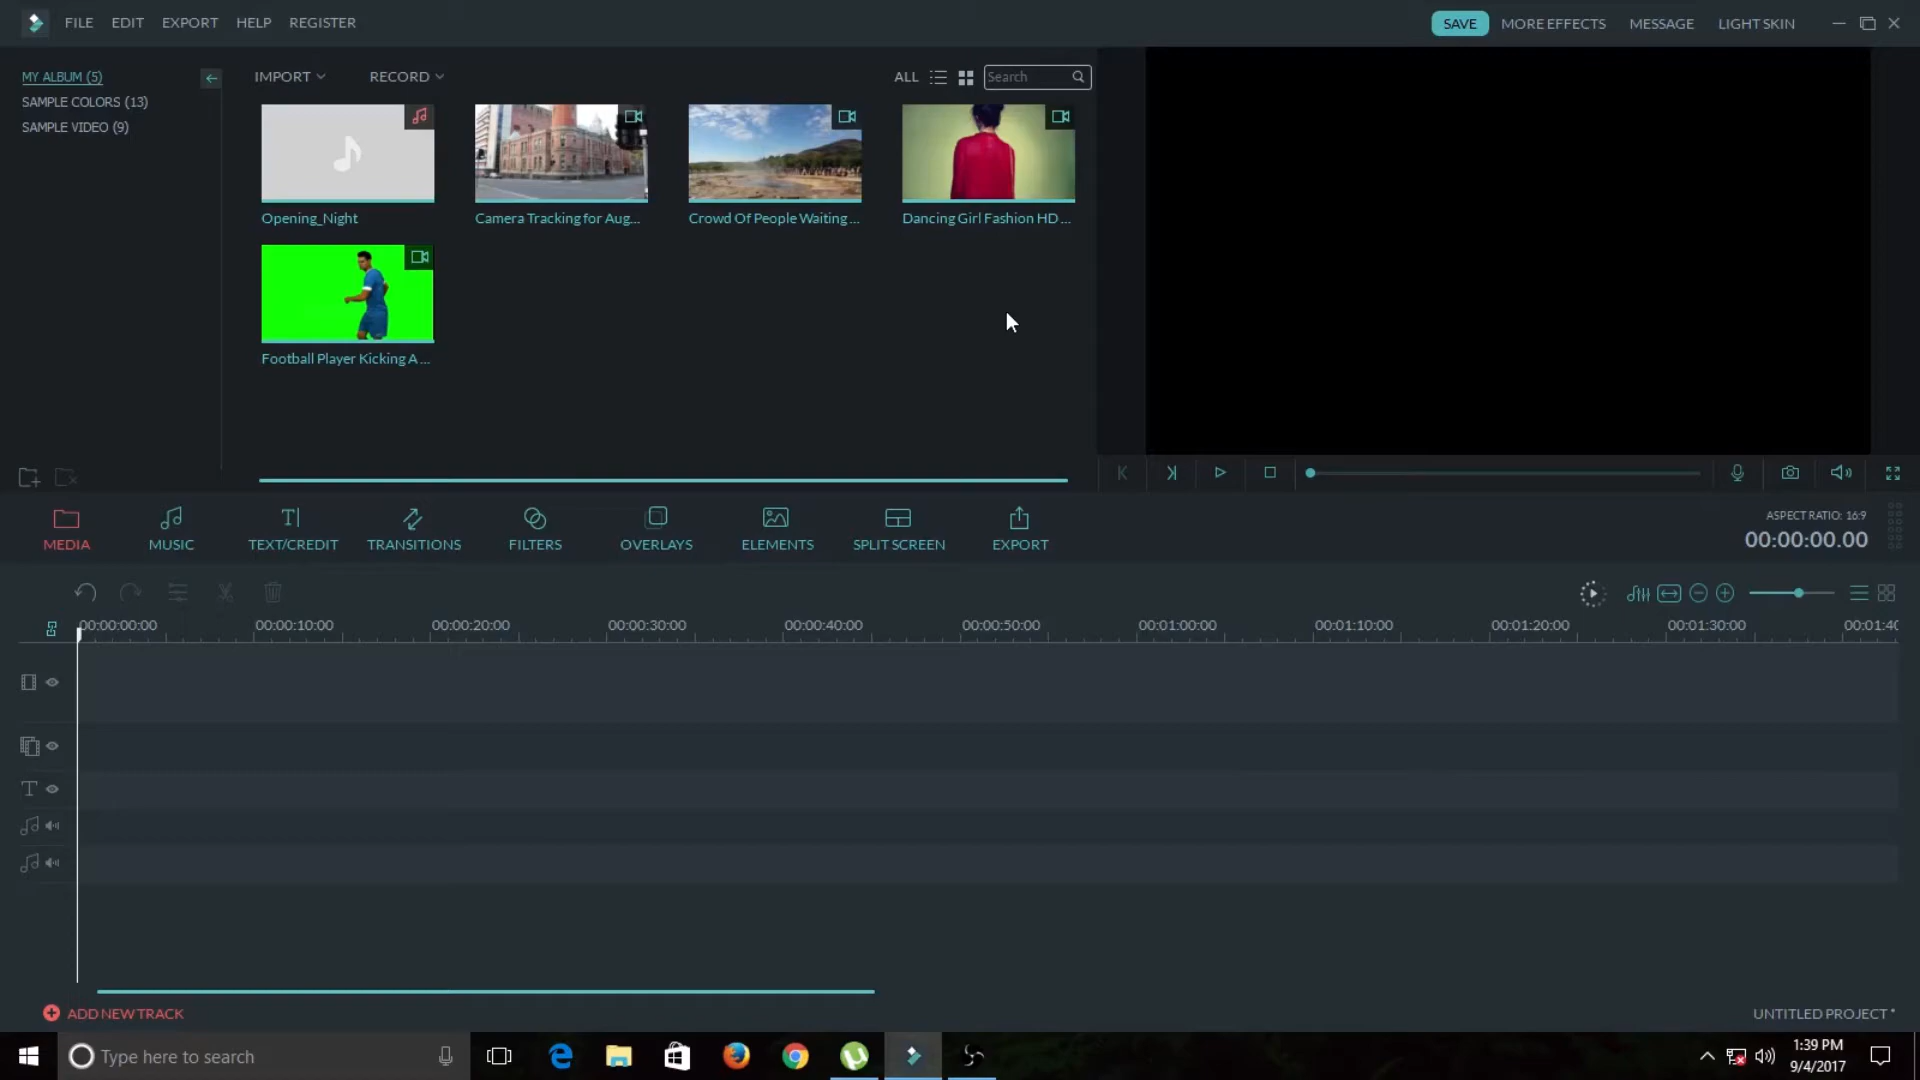 FILE EDIT EXPORT HELP REGISTER SAVE MORE EFFECTS MESSAGE LIGHT SKIN
MY ALBUM (5)
SAMPLE COLORS (13)
SAMPLE VIDEO (9)
IMPORT RECORD ALL Search
Opening_Night Camera Tracking for Aug... Crowd Of People Waiting ... Dancing Girl Fashion HD ...
Football Player Kicking A ...
MEDIA MUSIC TEXT/CREDIT TRANSITIONS FILTERS OVERLAYS ELEMENTS SPLIT SCREEN EXPORT
ASPECT RATIO: 16:9
00:00:00.00
00:00:00:00 00:00:10:00 00:00:20:00 00:00:30:00 00:00:40:00 00:00:50:00 00:01:00:00 00:01:10:00 00:01:20:00 00:01:30:00 00:01:40
ADD NEW TRACK UNTITLED PROJECT *
Type here to search
1:39 PM
9/4/2017